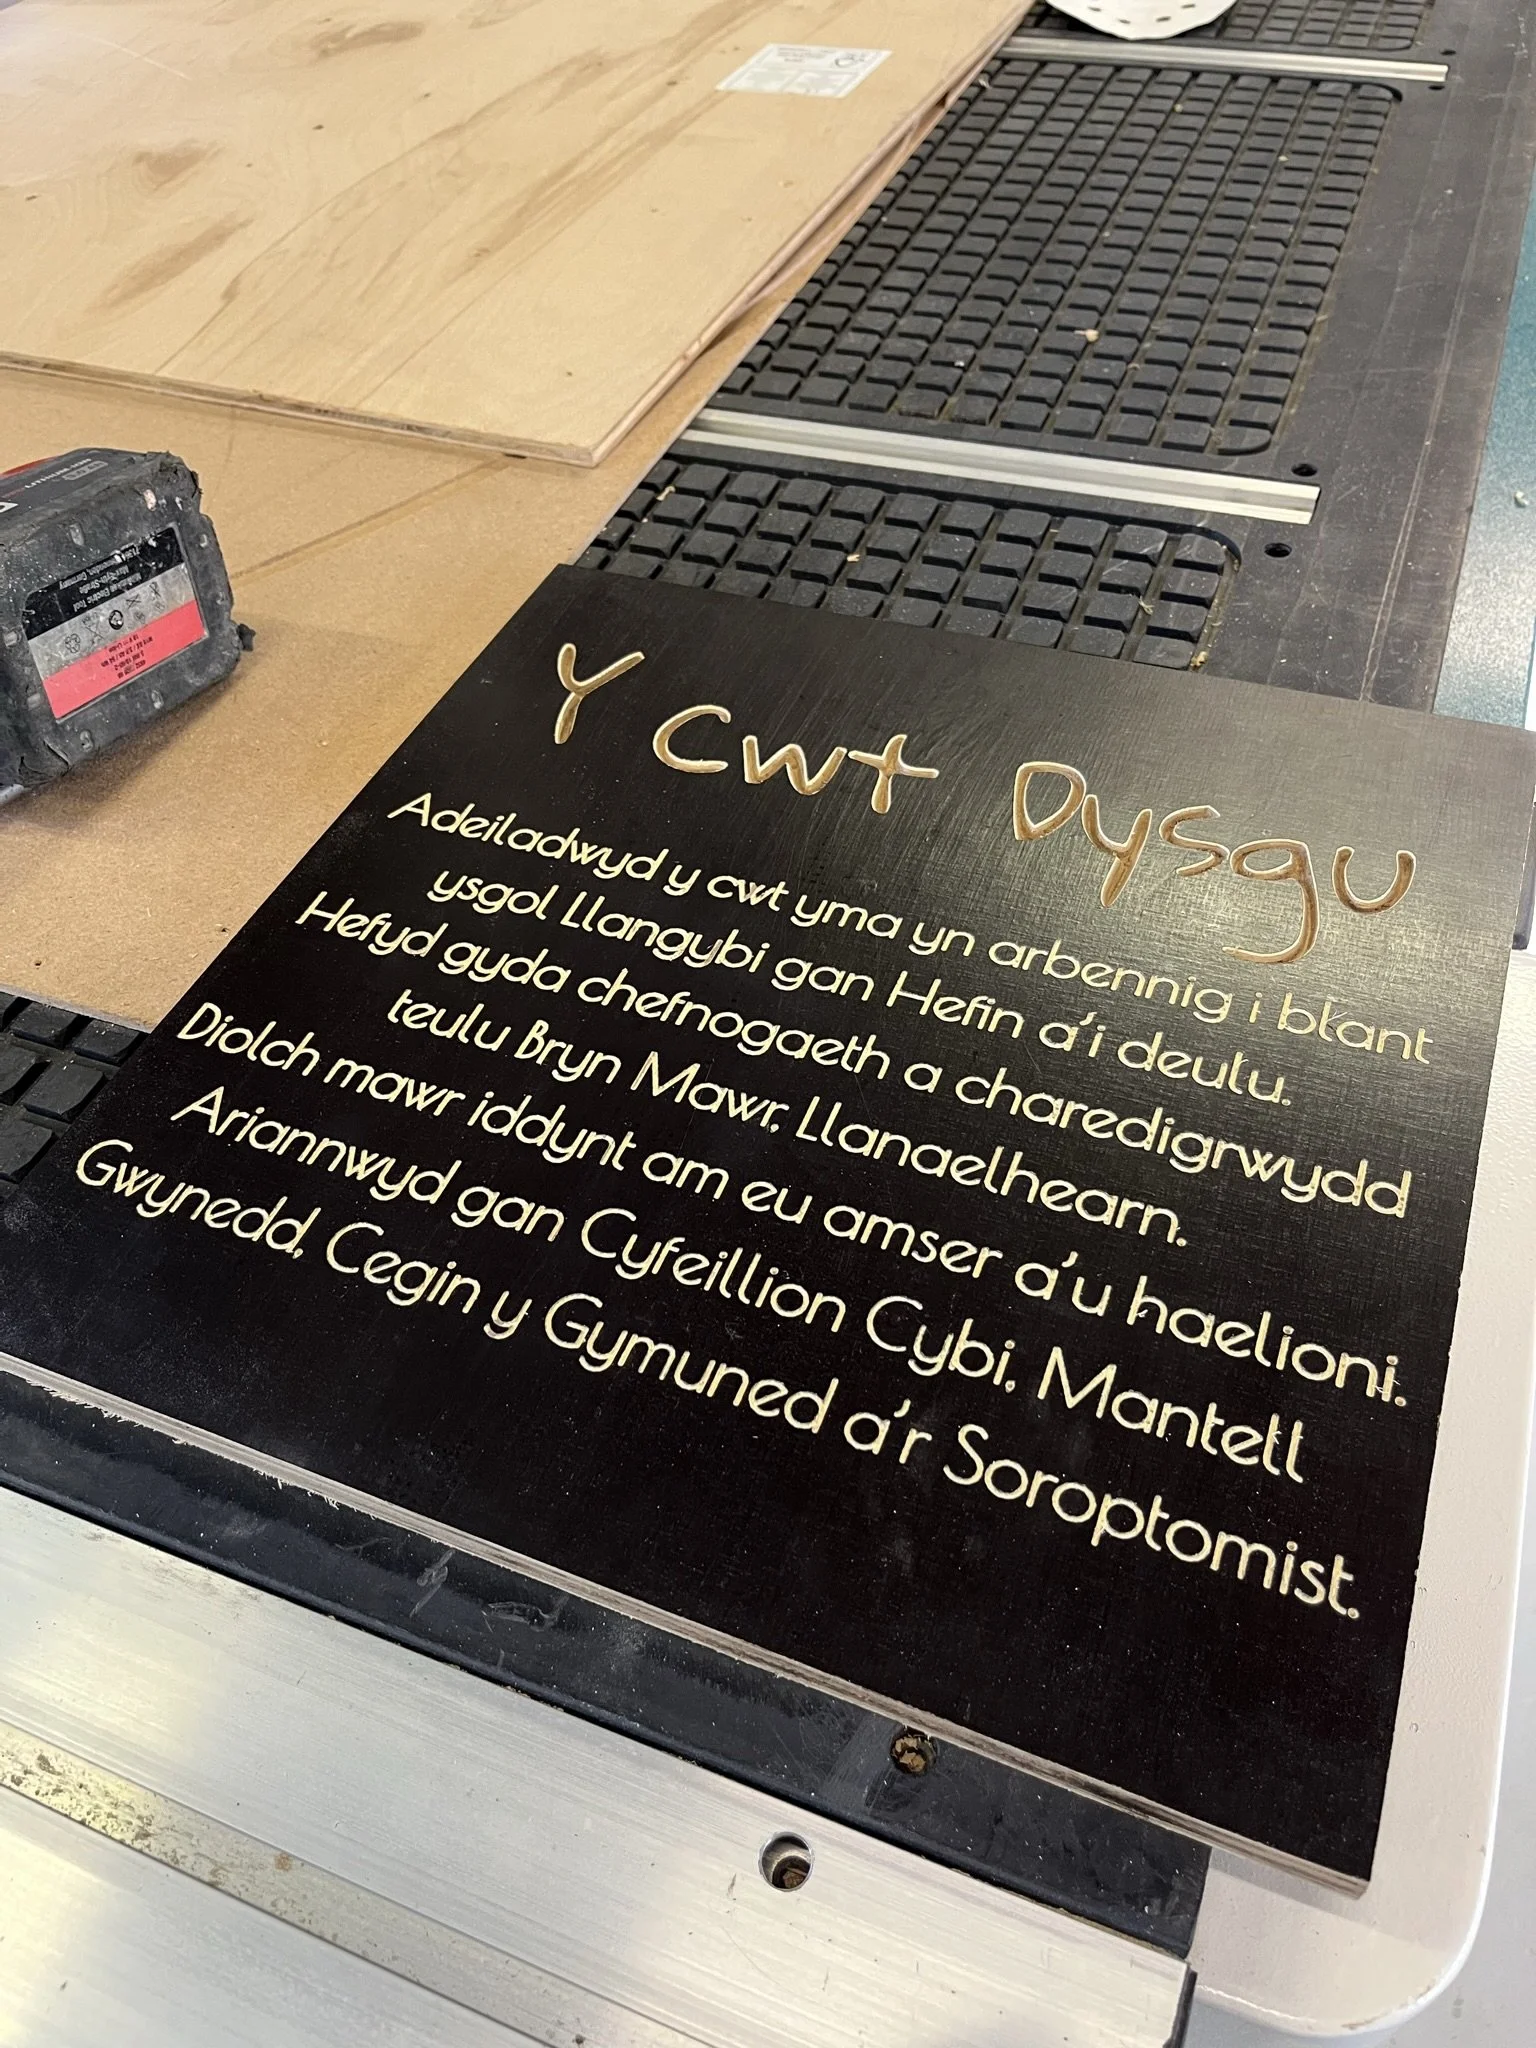 Y Cwt Dysgu
Adeiladwyd y cwt yma yn arbennig i blant
ysgol Llangybi gan Hefin a'i deulu.
Hefyd gyda chefnogaeth a charedigrwydd
teulu Bryn Mawr, Llanaelhearn.
Diolch mawr iddynt am eu amser a'u haelioni.
Ariannwyd gan Cyfeillion Cybi, Mantell
Gwynedd, Cegin y Gymuned a'r Soroptomist.